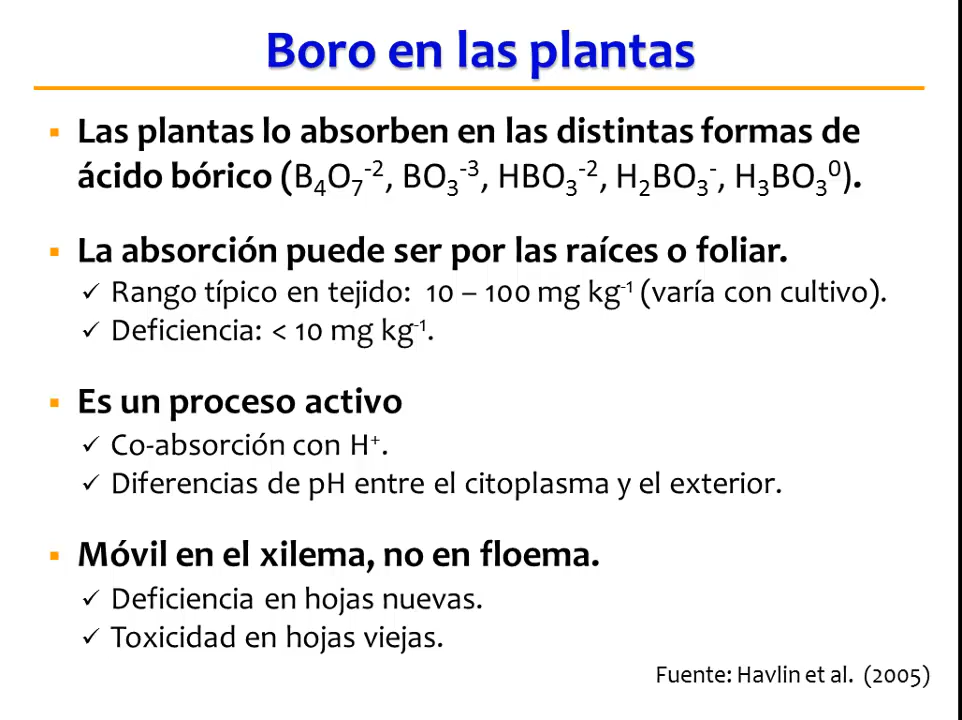 Boro en las plantas
▪ Las plantas lo absorben en las distintas formas de
ácido bórico (B₄O₇⁻², BO₃⁻³, HBO₃⁻², H₂BO₃⁻, H₃BO₃⁰).
▪ La absorción puede ser por las raíces o foliar.
✓ Rango típico en tejido: 10 – 100 mg kg⁻¹ (varía con cultivo).
✓ Deficiencia: < 10 mg kg⁻¹.
▪ Es un proceso activo
✓ Co-absorción con H⁺.
✓ Diferencias de pH entre el citoplasma y el exterior.
▪ Móvil en el xilema, no en floema.
✓ Deficiencia en hojas nuevas.
✓ Toxicidad en hojas viejas.
Fuente: Havlin et al. (2005)